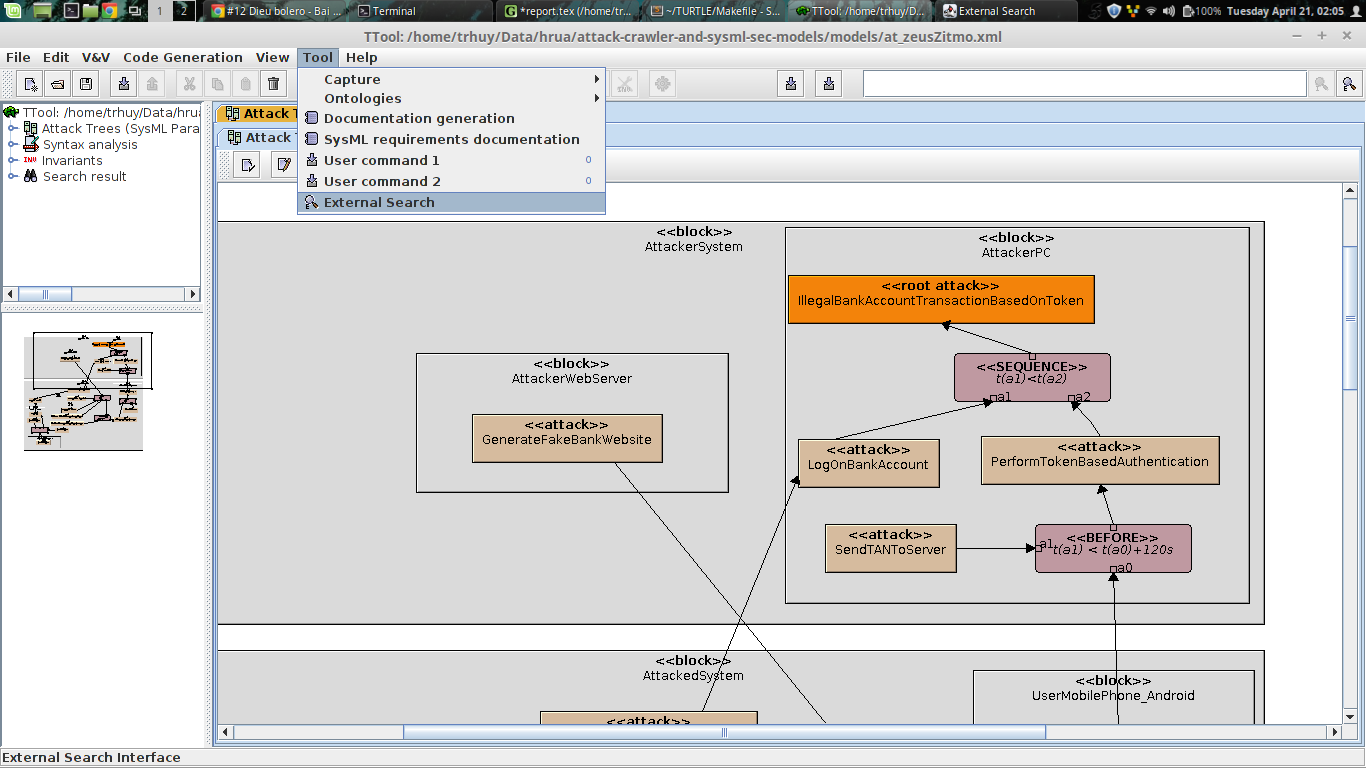 1
2
#12 Dieu bolero - Bai ...
Terminal
*report.tex (/home/tr...
~/TURTLE/Makefile - S...
TTool: /home/trhuy/D...
External Search
100%
Tuesday April 21, 02:05
TTool: /home/trhuy/Data/hrua/attack-crawler-and-sysml-sec-models/models/at_zeusZitmo.xml
File Edit V&V Code Generation View Tool Help
Capture
Ontologies
Documentation generation
SysML requirements documentation
User command 1 0
User command 2 0
External Search
TTool: /home/trhuy/Data/hrua/
Attack Trees (SysML Para
Syntax analysis
INV Invariants
Search result
Attack T
Attack T
<<block>>
AttackerSystem
<<block>>
AttackerPC
<<root attack>>
IllegalBankAccountTransactionBasedOnToken
<<block>>
AttackerWebServer
<<SEQUENCE>>
t(a1)<t(a2)
a1
a2
<<attack>>
GenerateFakeBankWebsite
<<attack>>
LogOnBankAccount
<<attack>>
PerformTokenBasedAuthentication
<<attack>>
SendTANToServer
<<BEFORE>>
a1
t(a1) < t(a0)+120s
a0
<<block>>
AttackedSystem
<<block>>
UserMobilePhone_Android
<<attack>>
External Search Interface